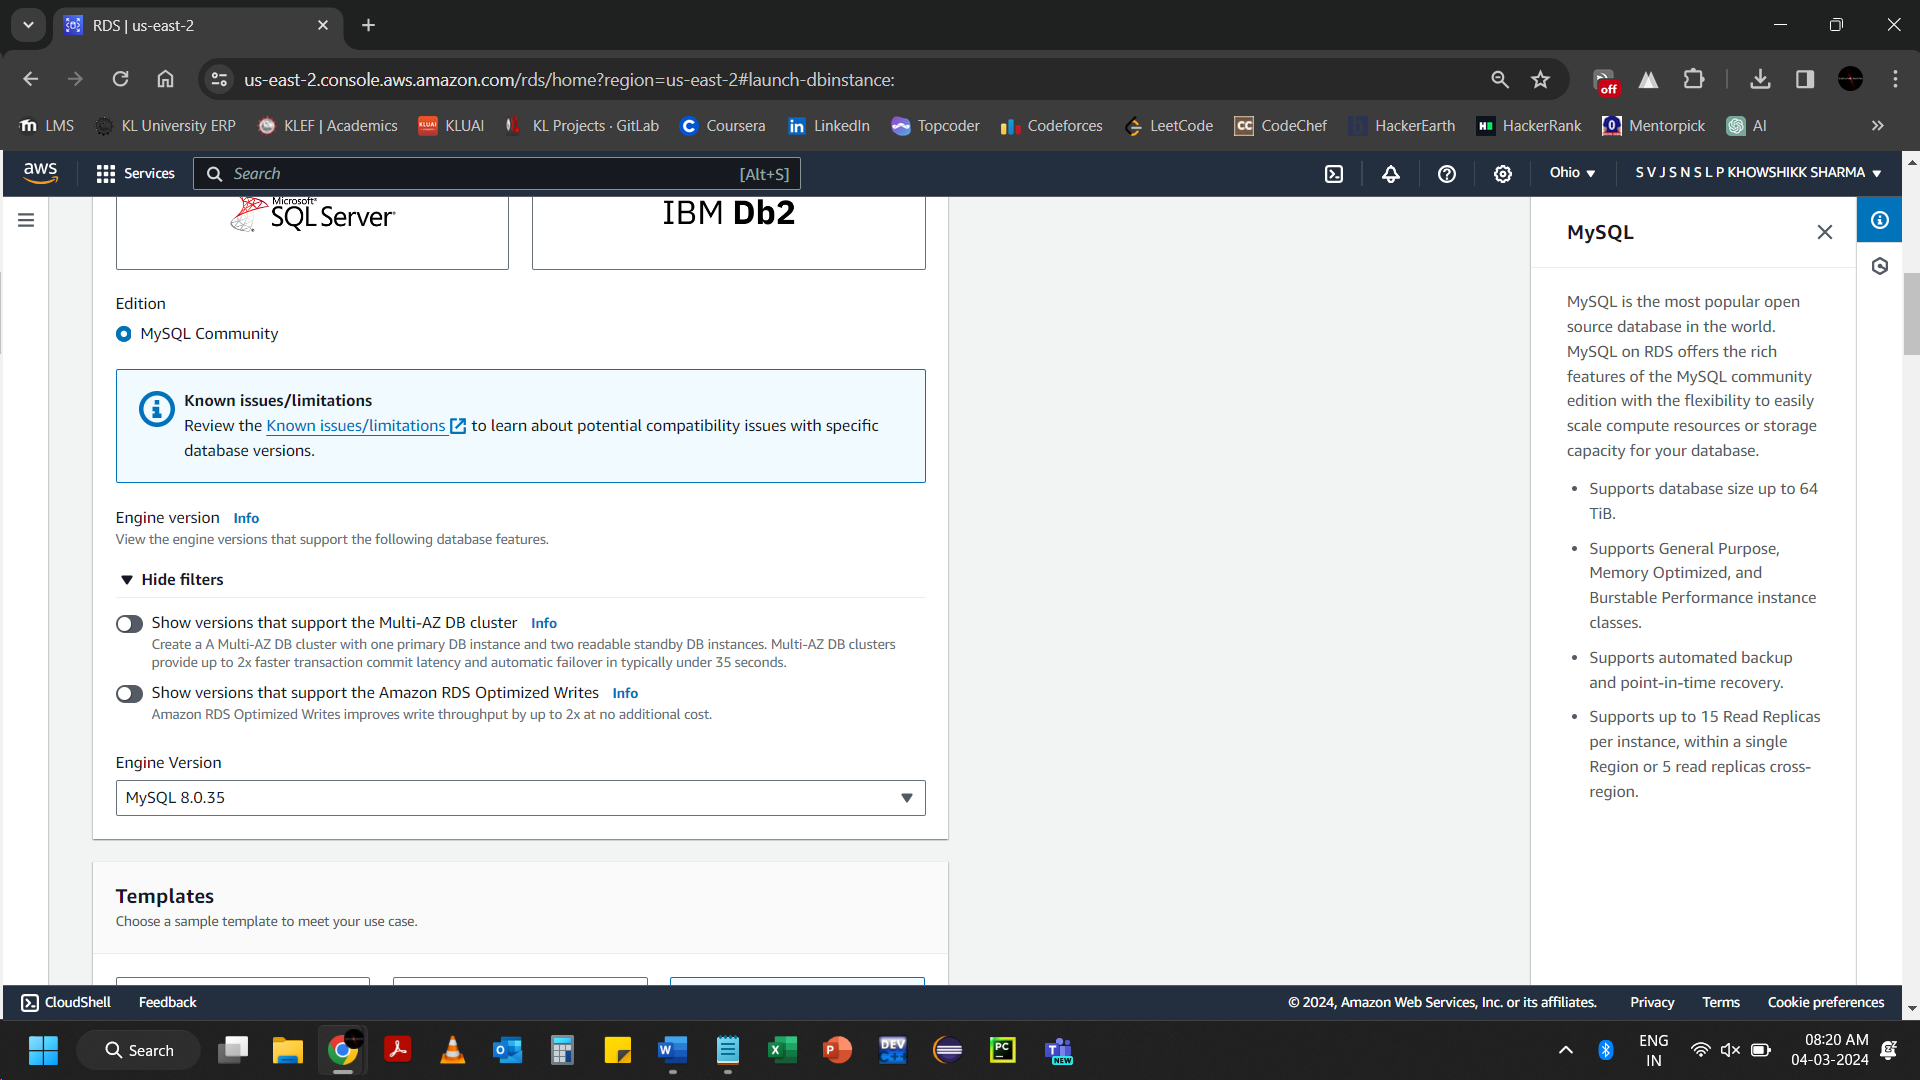 RDS | us-east-2
us-east-2.console.aws.amazon.com/rds/home?region=us-east-2#launch-dbinstance:
off
LMS
KL University ERP
KLEF | Academics
KLUAI
KLUAI
KL Projects · GitLab
Coursera
LinkedIn
Topcoder
Codeforces
LeetCode
CodeChef
HackerEarth
HackerRank
Mentorpick
AI
aws
Services
Search
[Alt+S]
Ohio
S V J S N S L P KHOWSHIKK SHARMA
Microsoft®
SQL Server®
IBM Db2
Edition
MySQL Community
Known issues/limitations
Review the Known issues/limitations to learn about potential compatibility issues with specific
database versions.
Engine version Info
View the engine versions that support the following database features.
Hide filters
Show versions that support the Multi-AZ DB cluster Info
Create a A Multi-AZ DB cluster with one primary DB instance and two readable standby DB instances. Multi-AZ DB clusters
provide up to 2x faster transaction commit latency and automatic failover in typically under 35 seconds.
Show versions that support the Amazon RDS Optimized Writes Info
Amazon RDS Optimized Writes improves write throughput by up to 2x at no additional cost.
Engine Version
MySQL 8.0.35
Templates
Choose a sample template to meet your use case.
MySQL
MySQL is the most popular open
source database in the world.
MySQL on RDS offers the rich
features of the MySQL community
edition with the flexibility to easily
scale compute resources or storage
capacity for your database.
• Supports database size up to 64
TiB.
• Supports General Purpose,
Memory Optimized, and
Burstable Performance instance
classes.
• Supports automated backup
and point-in-time recovery.
• Supports up to 15 Read Replicas
per instance, within a single
Region or 5 read replicas cross-
region.
CloudShell
Feedback
© 2024, Amazon Web Services, Inc. or its affiliates.
Privacy
Terms
Cookie preferences
Search
DEV
PC
NEW
ENG
IN
08:20 AM
04-03-2024